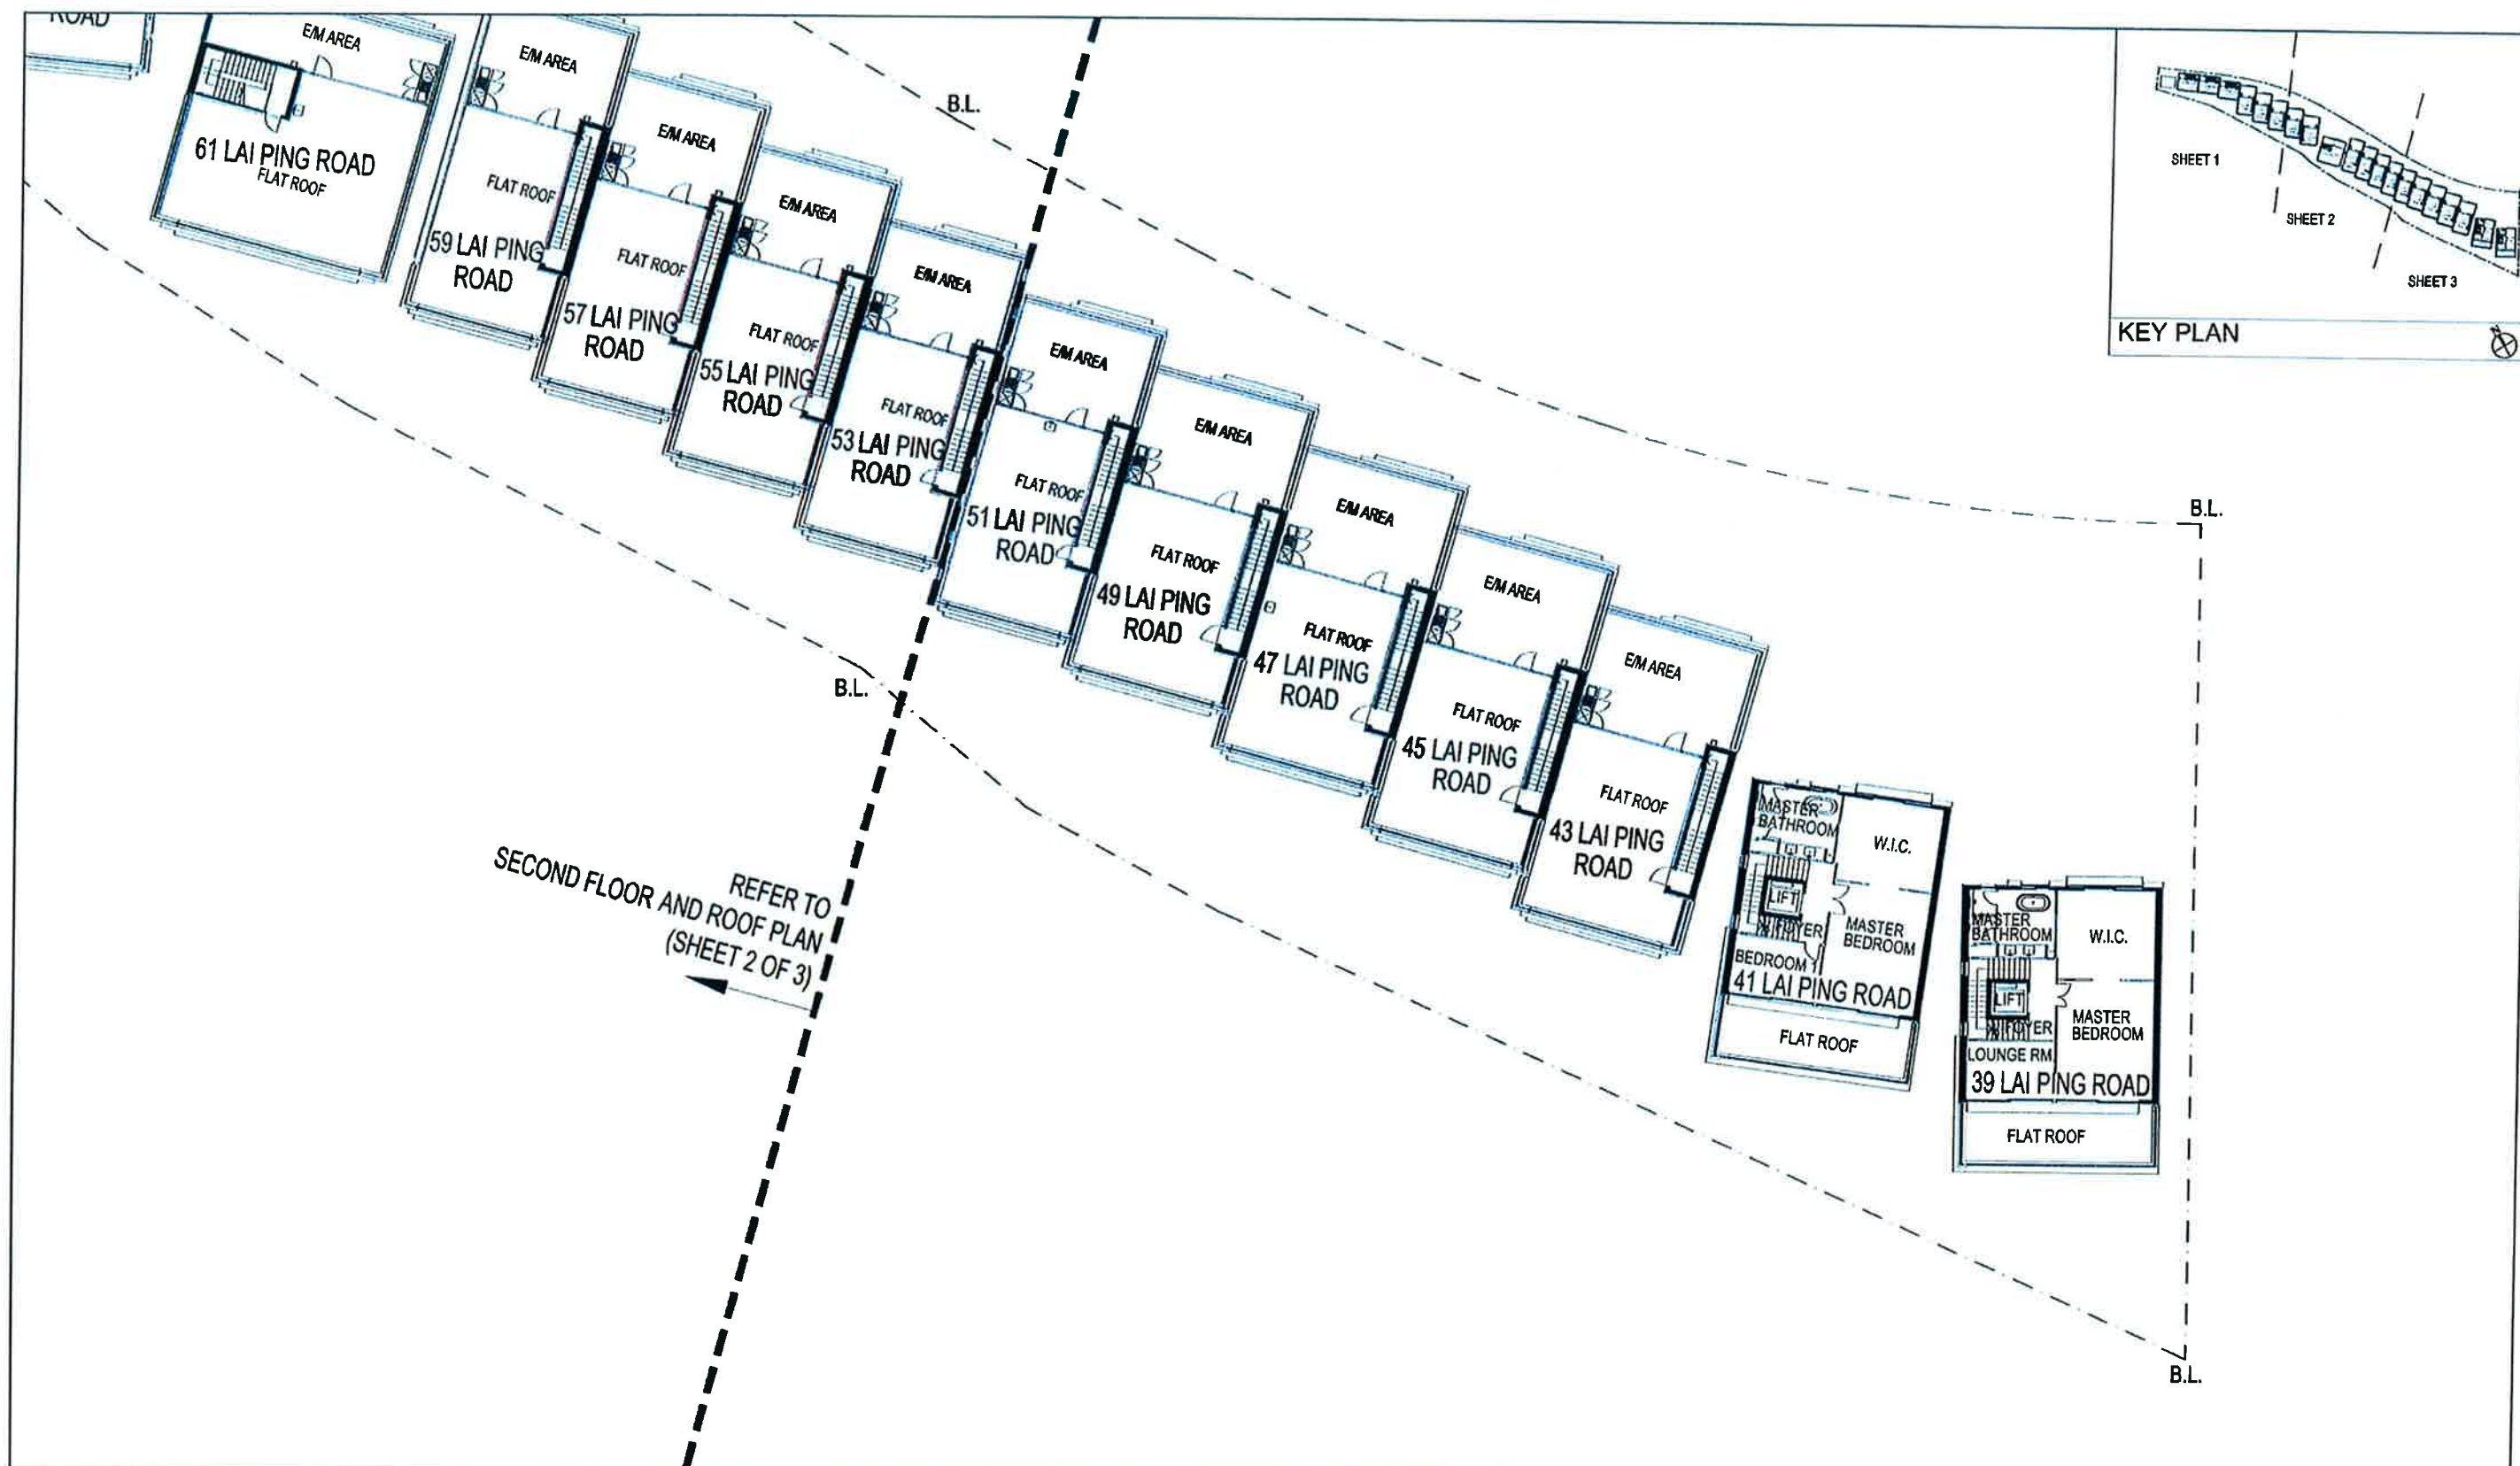 ROAD
E/M AREA
61 LAI PING ROAD
FLAT ROOF
E/M AREA
FLAT ROOF
59 LAI PING
ROAD
E/M AREA
FLAT ROOF
57 LAI PING
ROAD
E/M AREA
FLAT ROOF
55 LAI PING
ROAD
E/M AREA
FLAT ROOF
53 LAI PING
ROAD
E/M AREA
FLAT ROOF
51 LAI PING
ROAD
E/M AREA
FLAT ROOF
49 LAI PING
ROAD
E/M AREA
FLAT ROOF
47 LAI PING
ROAD
E/M AREA
FLAT ROOF
45 LAI PING
ROAD
E/M AREA
FLAT ROOF
43 LAI PING
ROAD
MASTER
BATHROOM
W.I.C.
LIFT
FOYER
MASTER
BEDROOM
BEDROOM 1
41 LAI PING ROAD
FLAT ROOF
MASTER
BATHROOM
W.I.C.
LIFT
FOYER
MASTER
BEDROOM
LOUNGE RM.
39 LAI PING ROAD
FLAT ROOF
B.L.
B.L.
B.L.
B.L.
REFER TO
SECOND FLOOR AND ROOF PLAN
(SHEET 2 OF 3)
SHEET 1
SHEET 2
SHEET 3
KEY PLAN
N